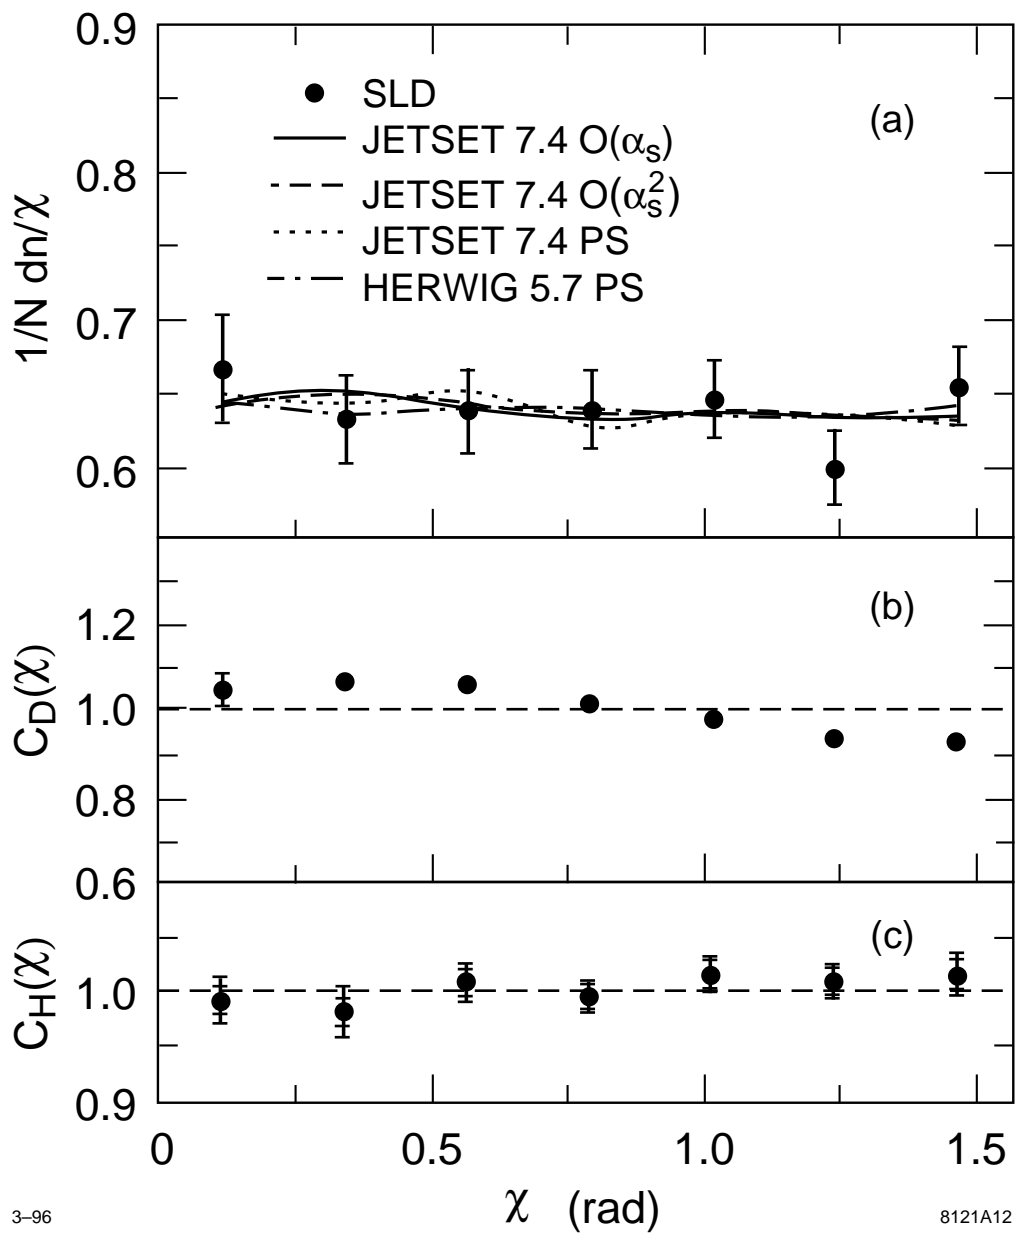 0.9
SLD
(a)
JETSET 7.4 O(αs)
0.8
JETSET 7.4 O(αs²)
JETSET 7.4 PS
HERWIG 5.7 PS
1/N dn/χ
0.7
0.6
(b)
1.2
CD(χ)
1.0
0.8
0.6
(c)
CH(χ)
1.0
0.9
0 0.5 1.0 1.5
χ (rad)
3–96 8121A12